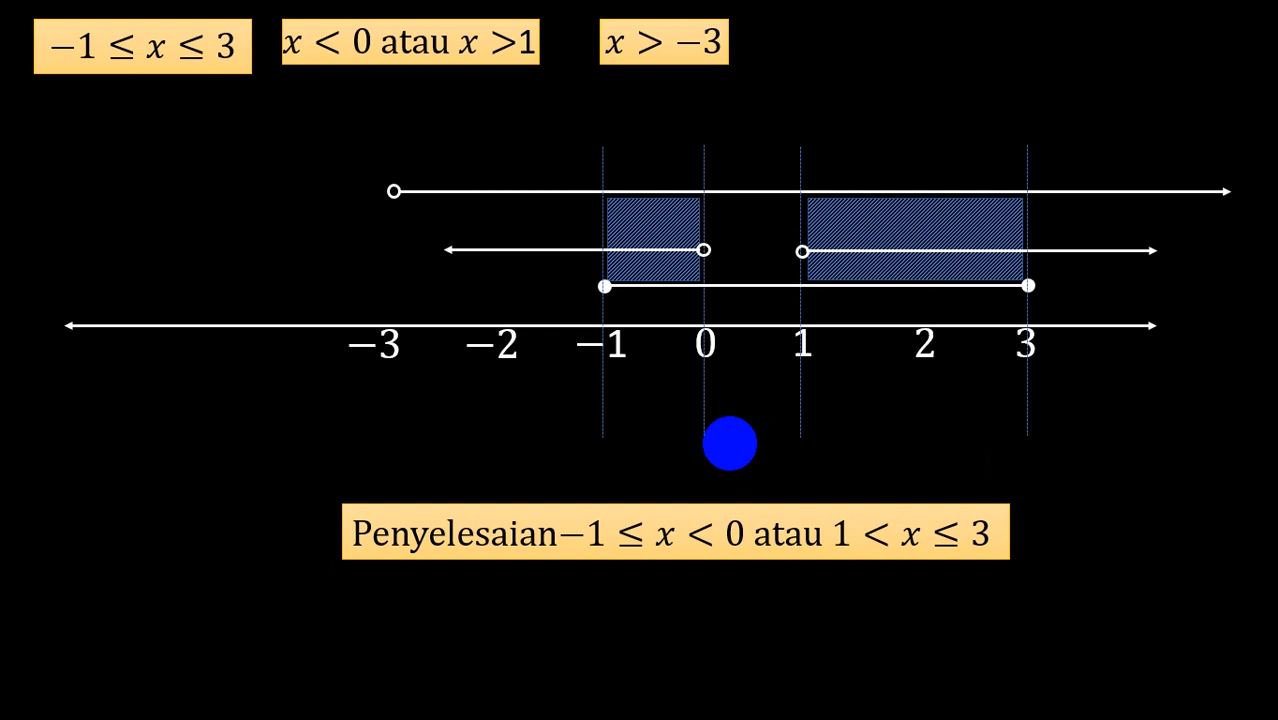 −1 ≤ x ≤ 3
x < 0 atau x >1
x > −3
−3 −2 −1 0 1 2 3
Penyelesaian−1 ≤ x < 0 atau 1 < x ≤ 3